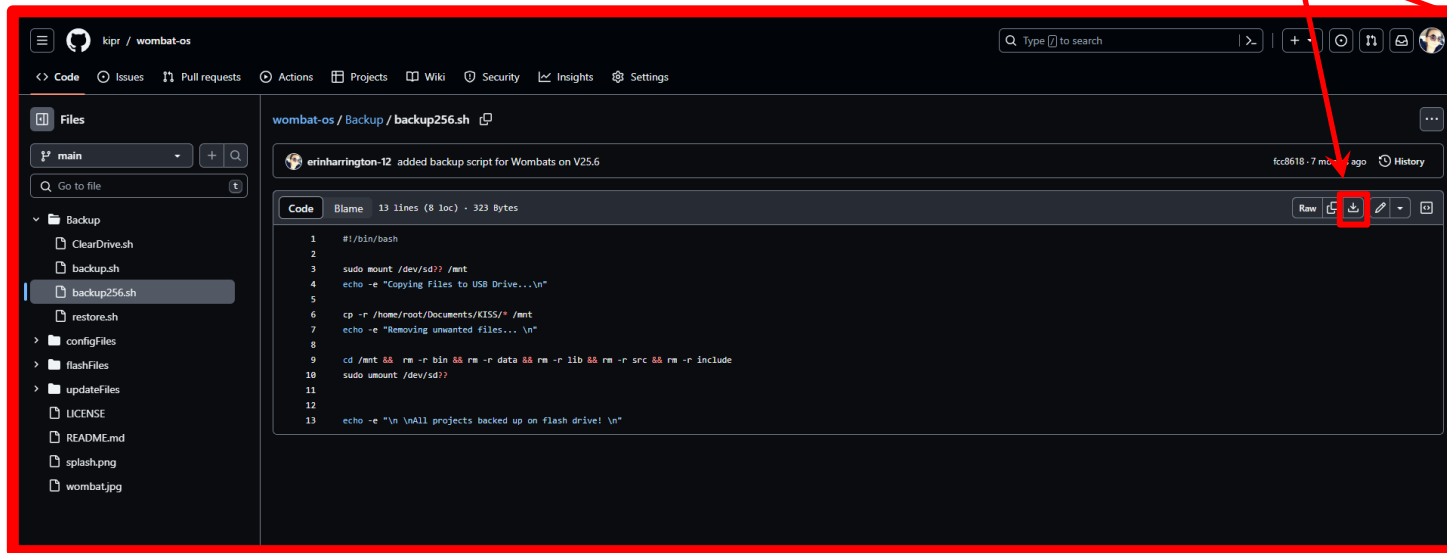 kipr / wombat-os
Type / to search
Code Issues Pull requests Actions Projects Wiki Security Insights Settings
Files
main
Go to file
t
Backup
ClearDrive.sh
backup.sh
backup256.sh
restore.sh
configFiles
flashFiles
updateFiles
LICENSE
README.md
splash.png
wombat.jpg
wombat-os / Backup / backup256.sh
erinharrington-12 added backup script for Wombats on V25.6
fcc8618 · 7 ago History
Code Blame 13 lines (8 loc) · 323 Bytes
Raw
1 #!/bin/bash
2
3 sudo mount /dev/sd?? /mnt
4 echo -e "Copying Files to USB Drive...\n"
5
6 cp -r /home/root/Documents/KISS/* /mnt
7 echo -e "Removing unwanted files... \n"
8
9 cd /mnt && rm -r bin && rm -r data && rm -r lib && rm -r src && rm -r include
10 sudo umount /dev/sd??
11
12
13 echo -e "\n \nAll projects backed up on flash drive! \n"